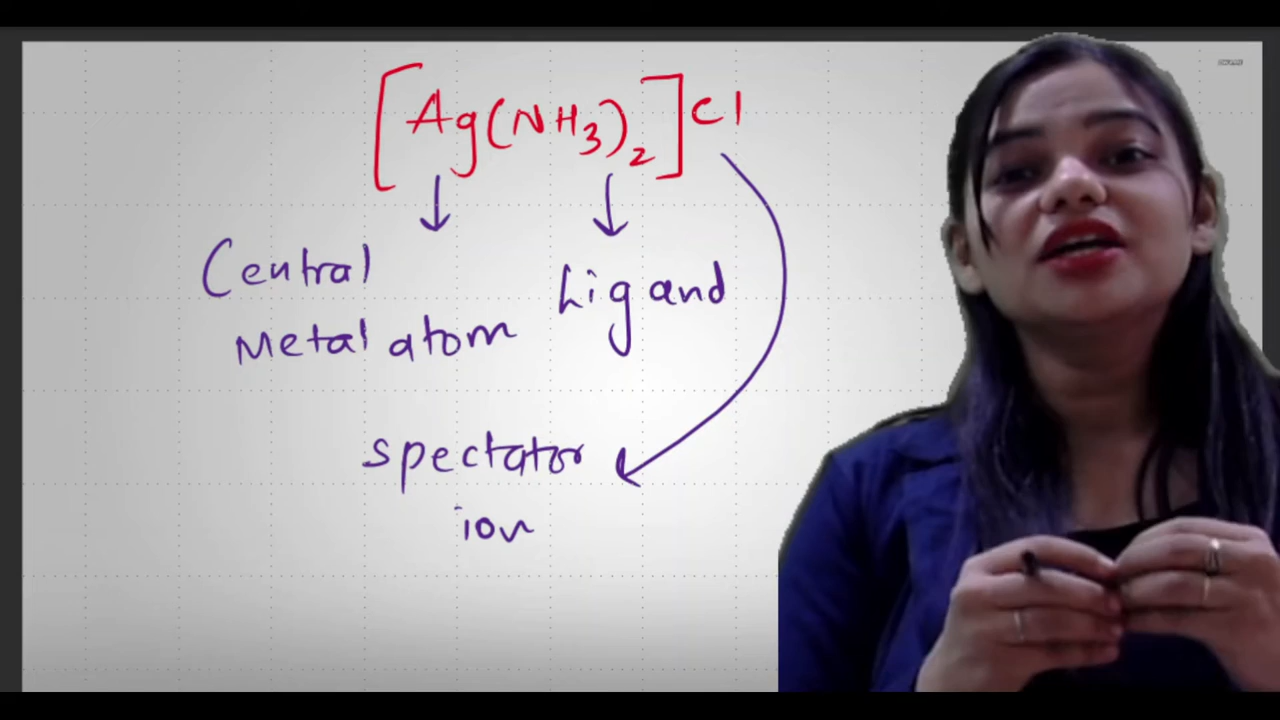 [Ag(NH₃)₂]Cl
Central
Metal atom
Ligand
spectator
ion